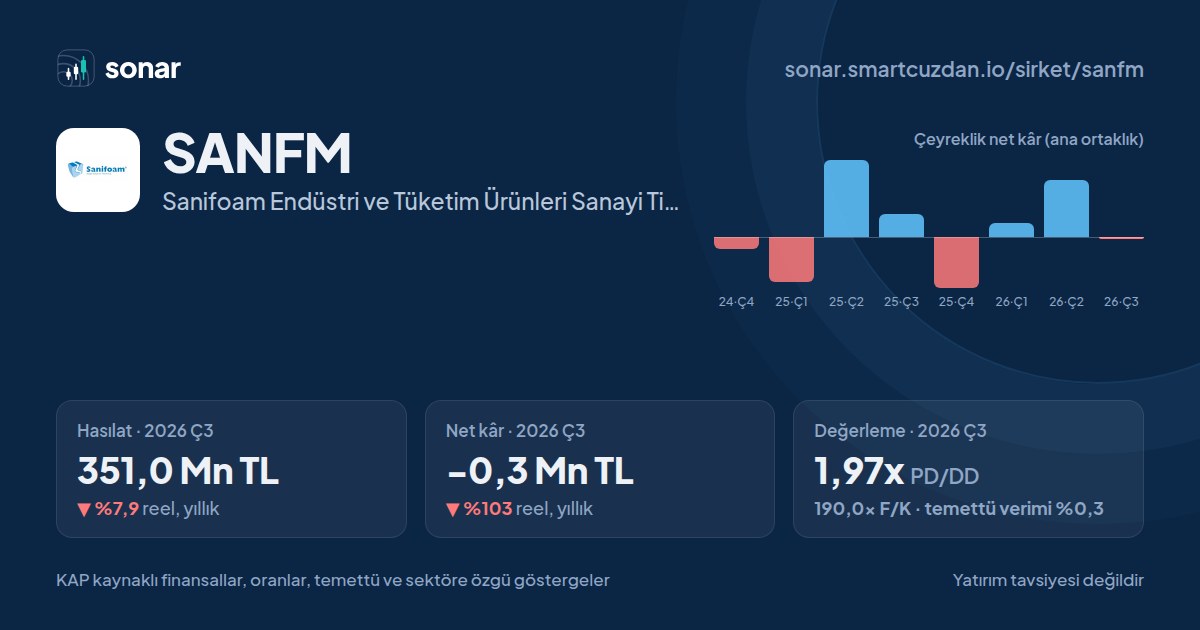 sonar
sonar.smartcuzdan.io/sirket/sanfm
Sanifoam
SANFM
Sanifoam Endüstri ve Tüketim Ürünleri Sanayi Ti...
Çeyreklik net kâr (ana ortaklık)
24·Ç4 25·Ç1 25·Ç2 25·Ç3 25·Ç4 26·Ç1 26·Ç2 26·Ç3
Hasılat · 2026 Ç3
351,0 Mn TL
▼ %7,9 reel, yıllık
Net kâr · 2026 Ç3
−0,3 Mn TL
▼ %103 reel, yıllık
Değerleme · 2026 Ç3
1,97x PD/DD
190,0× F/K · temettü verimi %0,3
KAP kaynaklı finansallar, oranlar, temettü ve sektöre özgü göstergeler
Yatırım tavsiyesi değildir